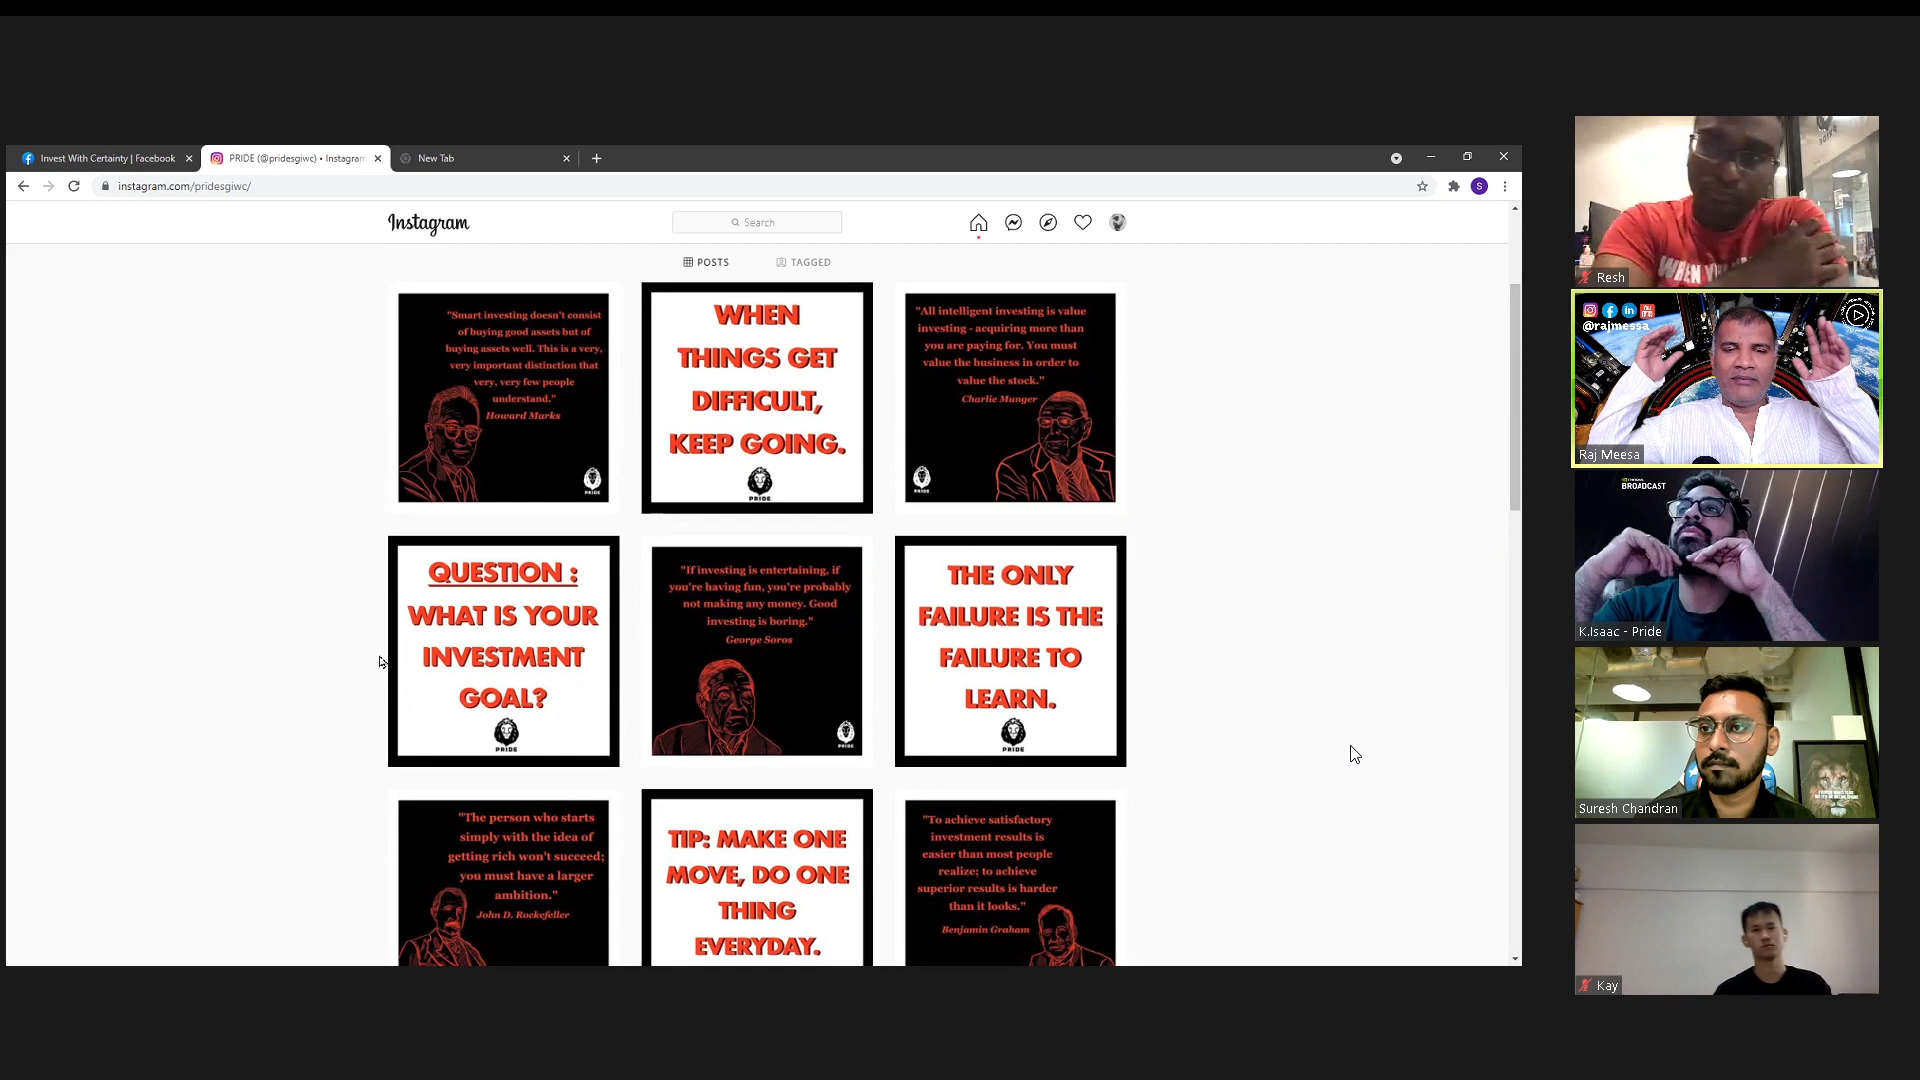 Invest With Certainty | Facebook
PRIDE (@pridesgiwc) • Instagram
New Tab
instagram.com/pridesgiwc/
S
Instagram
Search
POSTS
TAGGED
"Smart investing doesn't consist
of buying good assets but of
buying assets well. This is a very,
very important distinction that
very, very few people
understand."
Howard Marks
PRIDE
WHEN
THINGS GET
DIFFICULT,
KEEP GOING.
PRIDE
"All intelligent investing is value
investing - acquiring more than
you are paying for. You must
value the business in order to
value the stock."
Charlie Munger
PRIDE
QUESTION :
WHAT IS YOUR
INVESTMENT
GOAL?
PRIDE
"If investing is entertaining, if
you're having fun, you're probably
not making any money. Good
investing is boring."
George Soros
PRIDE
THE ONLY
FAILURE IS THE
FAILURE TO
LEARN.
PRIDE
"The person who starts
simply with the idea of
getting rich won't succeed;
you must have a larger
ambition."
John D. Rockefeller
TIP: MAKE ONE
MOVE, DO ONE
THING
EVERYDAY.
"To achieve satisfactory
investment results is
easier than most people
realize; to achieve
superior results is harder
than it looks."
Benjamin Graham
Resh
@rajmessa
Raj Meesa
BROADCAST
K.Isaac - Pride
Suresh Chandran
Kay